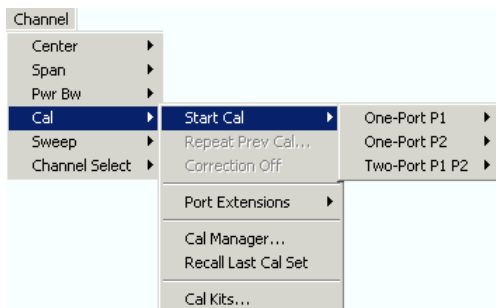 Channel
Center
Span
Pwr Bw
Cal
Sweep
Channel Select
Start Cal
Repeat Prev Cal...
Correction Off
Port Extensions
Cal Manager...
Recall Last Cal Set
Cal Kits...
One-Port P1
One-Port P2
Two-Port P1 P2